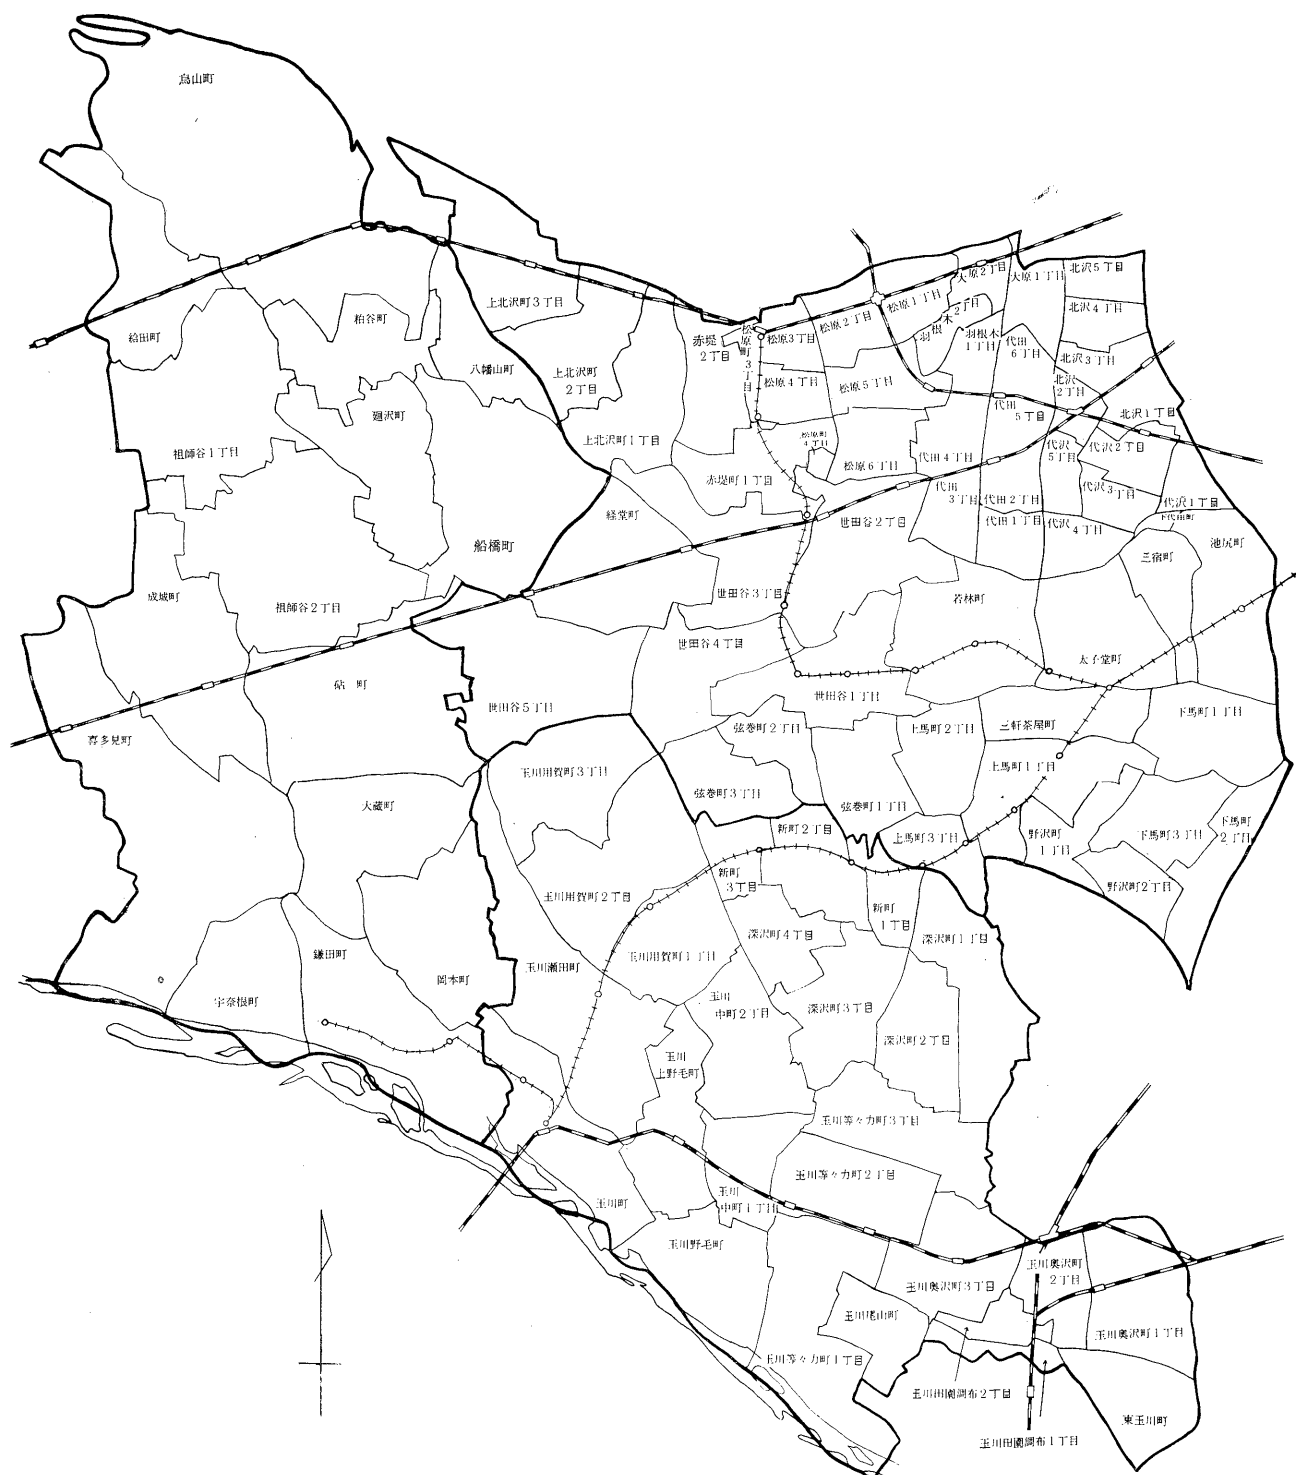 烏山町
給田町
粕谷町
上北沢町3丁目
八幡山町
上北沢町
2丁目
廻沢町
上北沢町1丁目
祖師谷1丁目
赤堤
2丁目
松原町3丁目
松原3丁目
松原2丁目
松原1丁目
大原2丁目
大原1丁目
北沢5丁目
北沢4丁目
羽根木2丁目
羽根木
1丁目
代田
6丁目
北沢3丁目
北沢
2丁目
北沢1丁目
松原4丁目
松原5丁目
代田
5丁目
松原町
4丁目
松原6丁目
代田4丁目
代沢
5丁目
代沢2丁目
赤堤町1丁目
代田
3丁目
代田2丁目
代沢3丁目
代沢1丁目
経堂町
世田谷2丁目
代田1丁目
代沢
4丁目
下代田町
池尻町
三宿町
船橋町
成城町
祖師谷2丁目
世田谷3丁目
若林町
世田谷4丁目
太子堂町
砧町
世田谷5丁目
世田谷1丁目
喜多見町
弦巻町2丁目
上馬町2丁目
三軒茶屋町
下馬町1丁目
玉川用賀町3丁目
上馬町1丁目
弦巻町3丁目
大蔵町
弦巻町1丁目
新町2丁目
上馬町3丁目
野沢町
1丁目
下馬町3丁目
下馬町
2丁目
玉川用賀町2丁目
新町
3丁目
野沢町2丁目
新町
1丁目
深沢町4丁目
深沢町1丁目
鎌田町
岡本町
玉川瀬田町
玉川用賀町1丁目
宇奈根町
玉川
中町2丁目
深沢町3丁目
深沢町2丁目
玉川
上野毛町
玉川等々力町3丁目
玉川等々力町2丁目
玉川町
玉川
中町1丁目
玉川野毛町
玉川奥沢町3丁目
玉川奥沢町
2丁目
玉川尾山町
玉川奥沢町1丁目
玉川等々力町1丁目
玉川田園調布2丁目
東玉川町
玉川田園調布1丁目